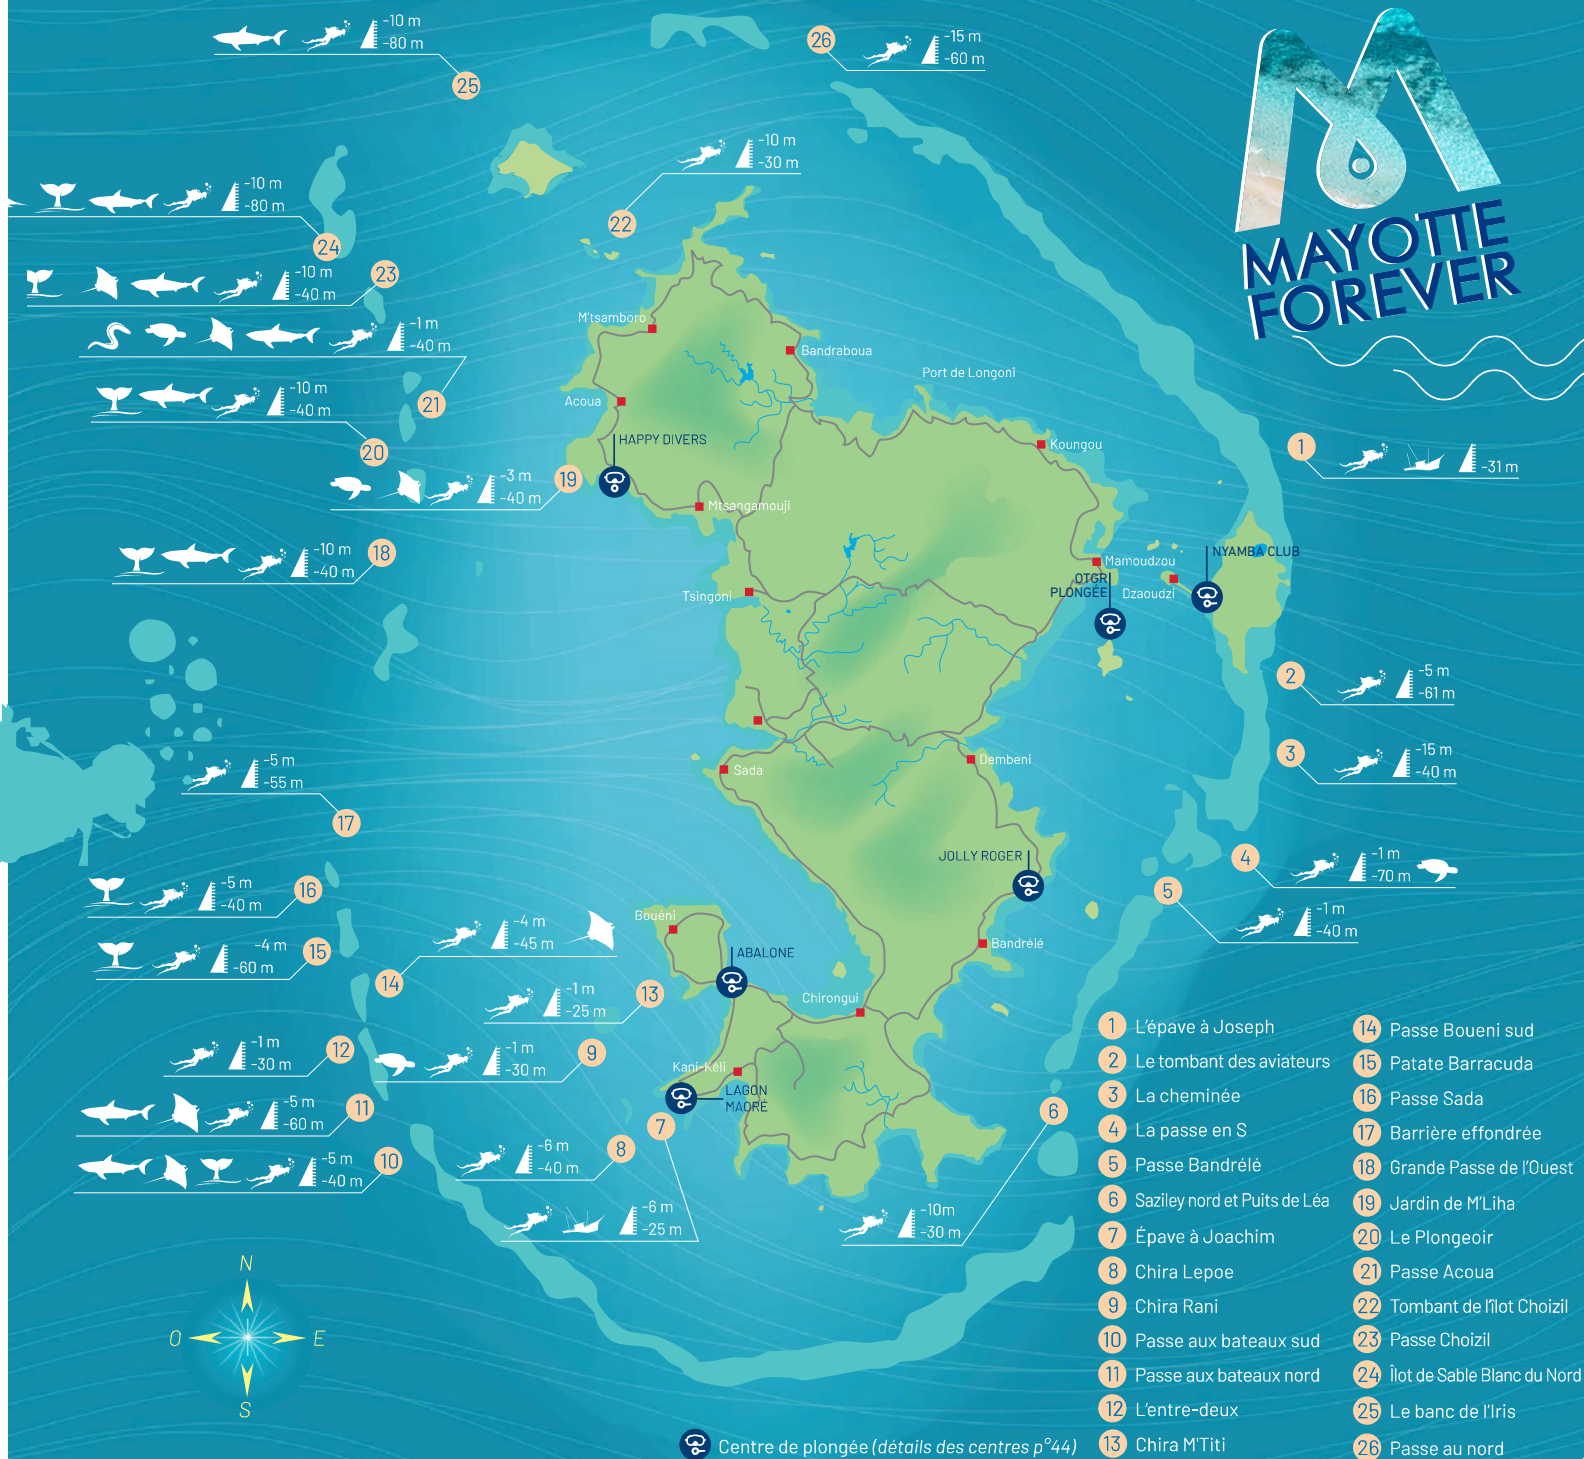 -10 m
-80 m
25
26
-15 m
-60 m
MAYOTTE
FOREVER
-10 m
-30 m
22
-10 m
-80 m
24
23
-10 m
-40 m
-1 m
-40 m
21
-10 m
-40 m
20
-3 m
-40 m
19
-10 m
-40 m
18
M'tsamboro
Bandraboua
Port de Longoni
Acoua
HAPPY DIVERS
Koungou
Mtsangamouji
1
-31 m
NYAMBA CLUB
Mamoudzou
OTGR
PLONGÉE
Dzaoudzi
Tsingoni
2
-5 m
-61 m
3
-15 m
-40 m
Sada
Dembeni
-5 m
-55 m
17
JOLLY ROGER
4
-1 m
-70 m
5
-1 m
-40 m
-5 m
-40 m
16
-4 m
-60 m
15
-4 m
-45 m
14
Bouéni
ABALONE
Bandrélé
Chirongui
-1 m
-25 m
13
-1 m
-30 m
12
-1 m
-30 m
9
Kani-Kéli
LAGON
MAORÉ
-5 m
-60 m
11
-5 m
-40 m
10
-6 m
-40 m
8
7
-6 m
-25 m
6
-10m
-30 m
N
O
E
S
1 L'épave à Joseph
2 Le tombant des aviateurs
3 La cheminée
4 La passe en S
5 Passe Bandrélé
6 Saziley nord et Puits de Léa
7 Épave à Joachim
8 Chira Lepoe
9 Chira Rani
10 Passe aux bateaux sud
11 Passe aux bateaux nord
12 L'entre-deux
13 Chira M'Titi
14 Passe Boueni sud
15 Patate Barracuda
16 Passe Sada
17 Barrière effondrée
18 Grande Passe de l'Ouest
19 Jardin de M'Liha
20 Le Plongeoir
21 Passe Acoua
22 Tombant de l'îlot Choizil
23 Passe Choizil
24 Îlot de Sable Blanc du Nord
25 Le banc de l'Iris
26 Passe au nord
Centre de plongée (détails des centres p°44)